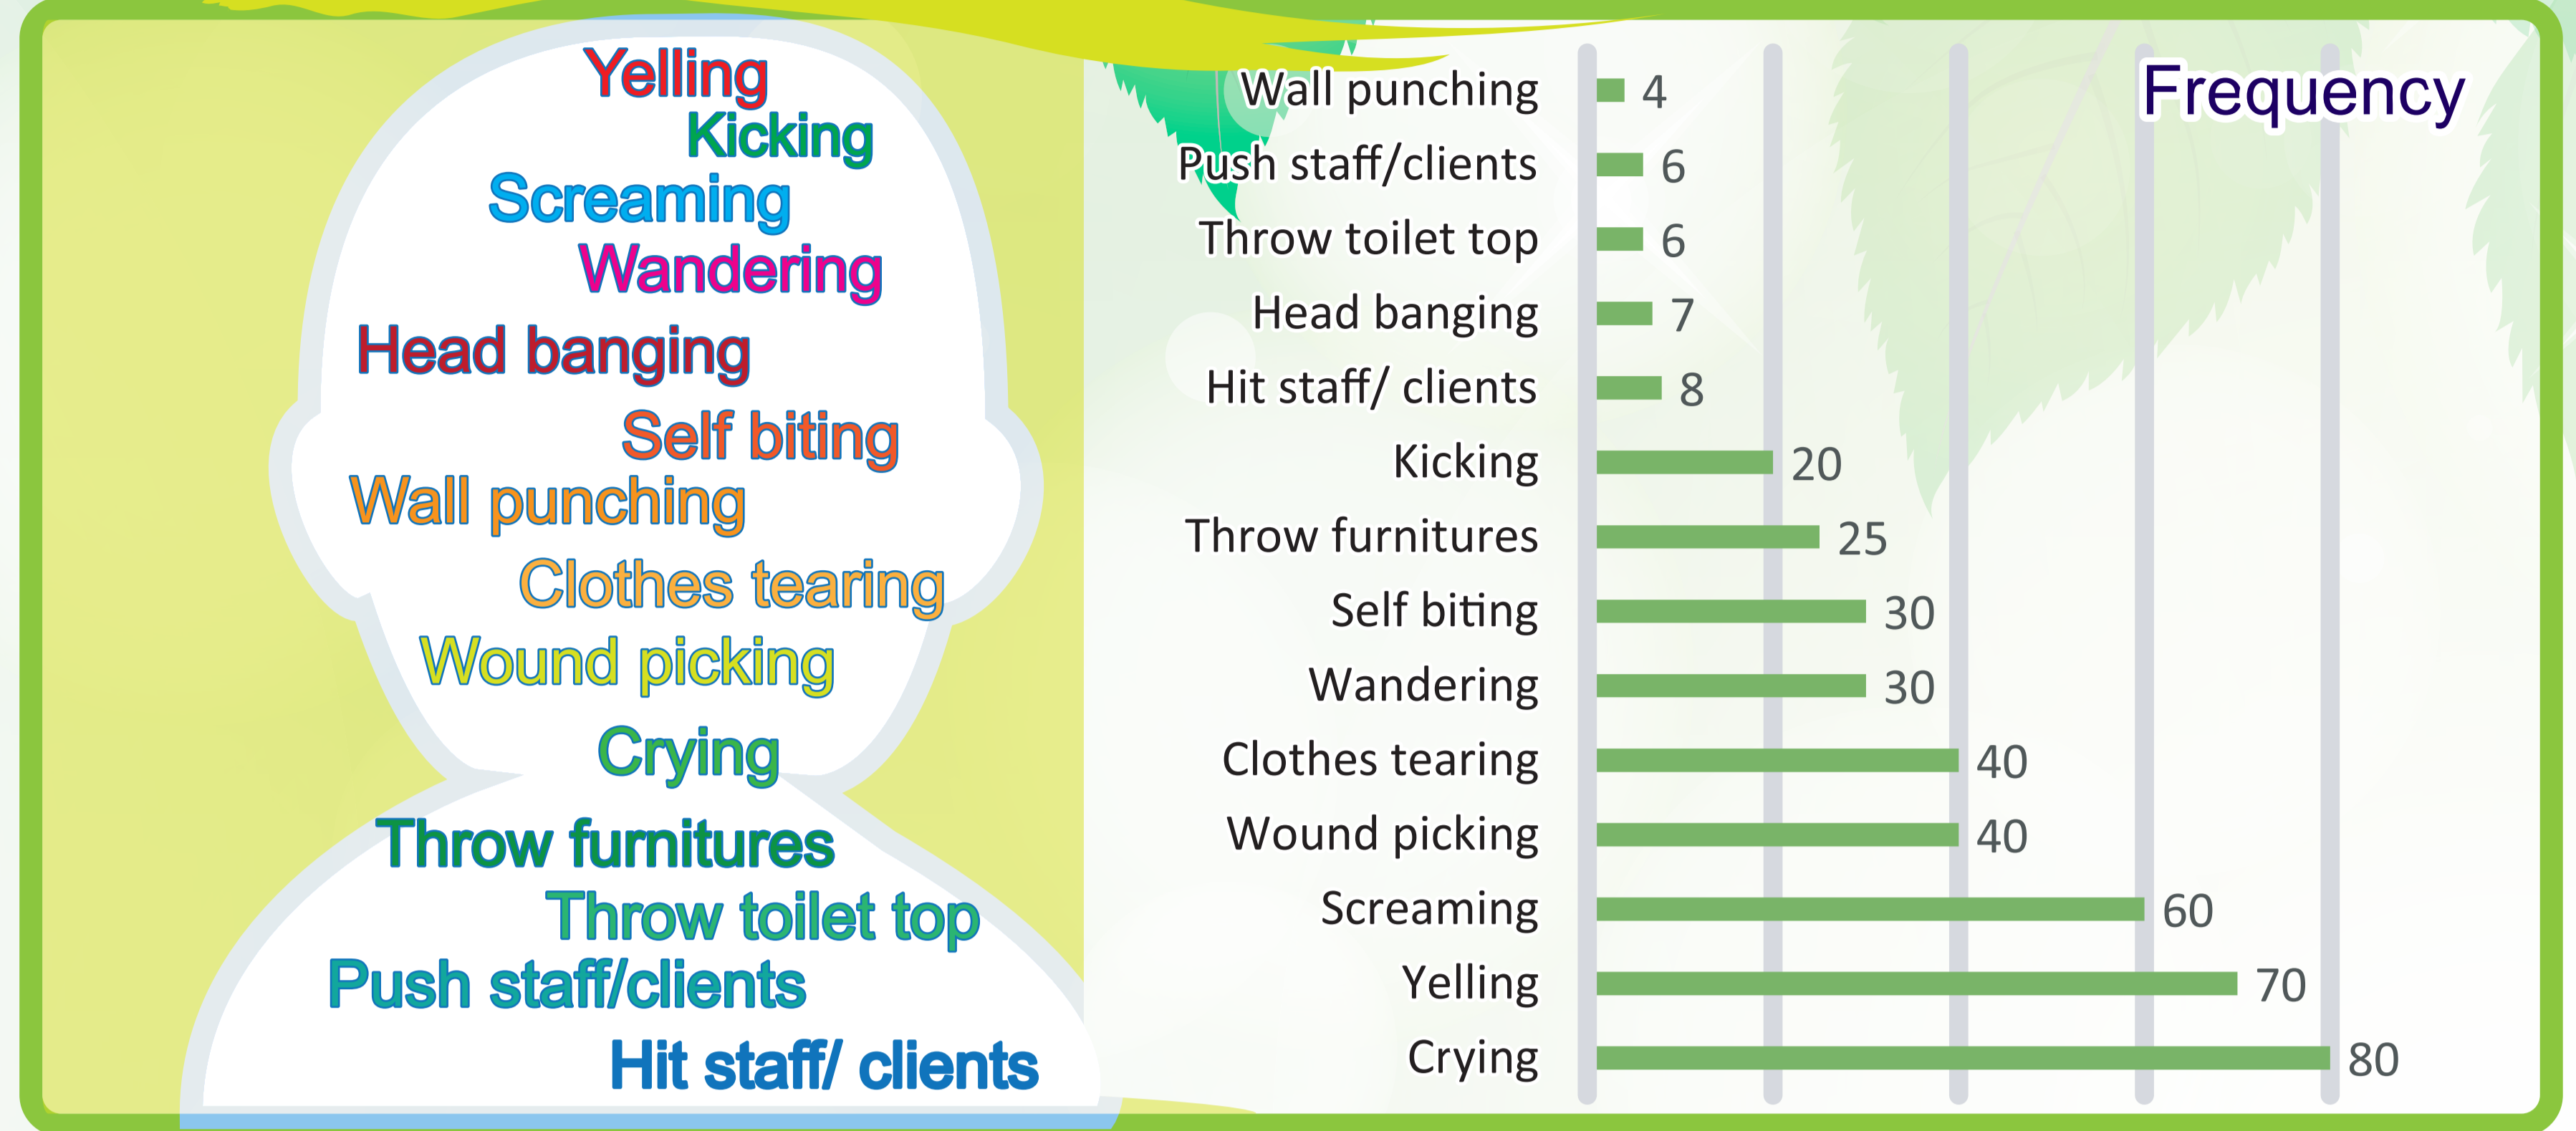 Yelling
Kicking
Screaming
Wandering
Head banging
Self biting
Wall punching
Clothes tearing
Wound picking
Crying
Throw furnitures
Throw toilet top
Push staff/clients
Hit staff/ clients
Frequency
Wall punching 4
Push staff/clients 6
Throw toilet top 6
Head banging 7
Hit staff/ clients 8
Kicking 20
Throw furnitures 25
Self biting 30
Wandering 30
Clothes tearing 40
Wound picking 40
Screaming 60
Yelling 70
Crying 80